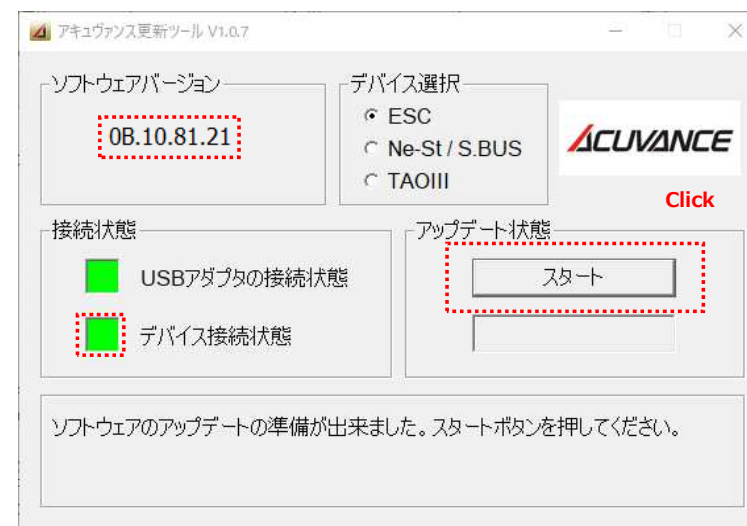 アキュヴァンス更新ツール V1.0.7
ソフトウェアバージョン
0B.10.81.21
デバイス選択
ESC
Ne-St / S.BUS
TAOIII
ACUVANCE
Click
接続状態
USBアダプタの接続状態
デバイス接続状態
アップデート状態
スタート
ソフトウェアのアップデートの準備が出来ました。スタートボタンを押してください。